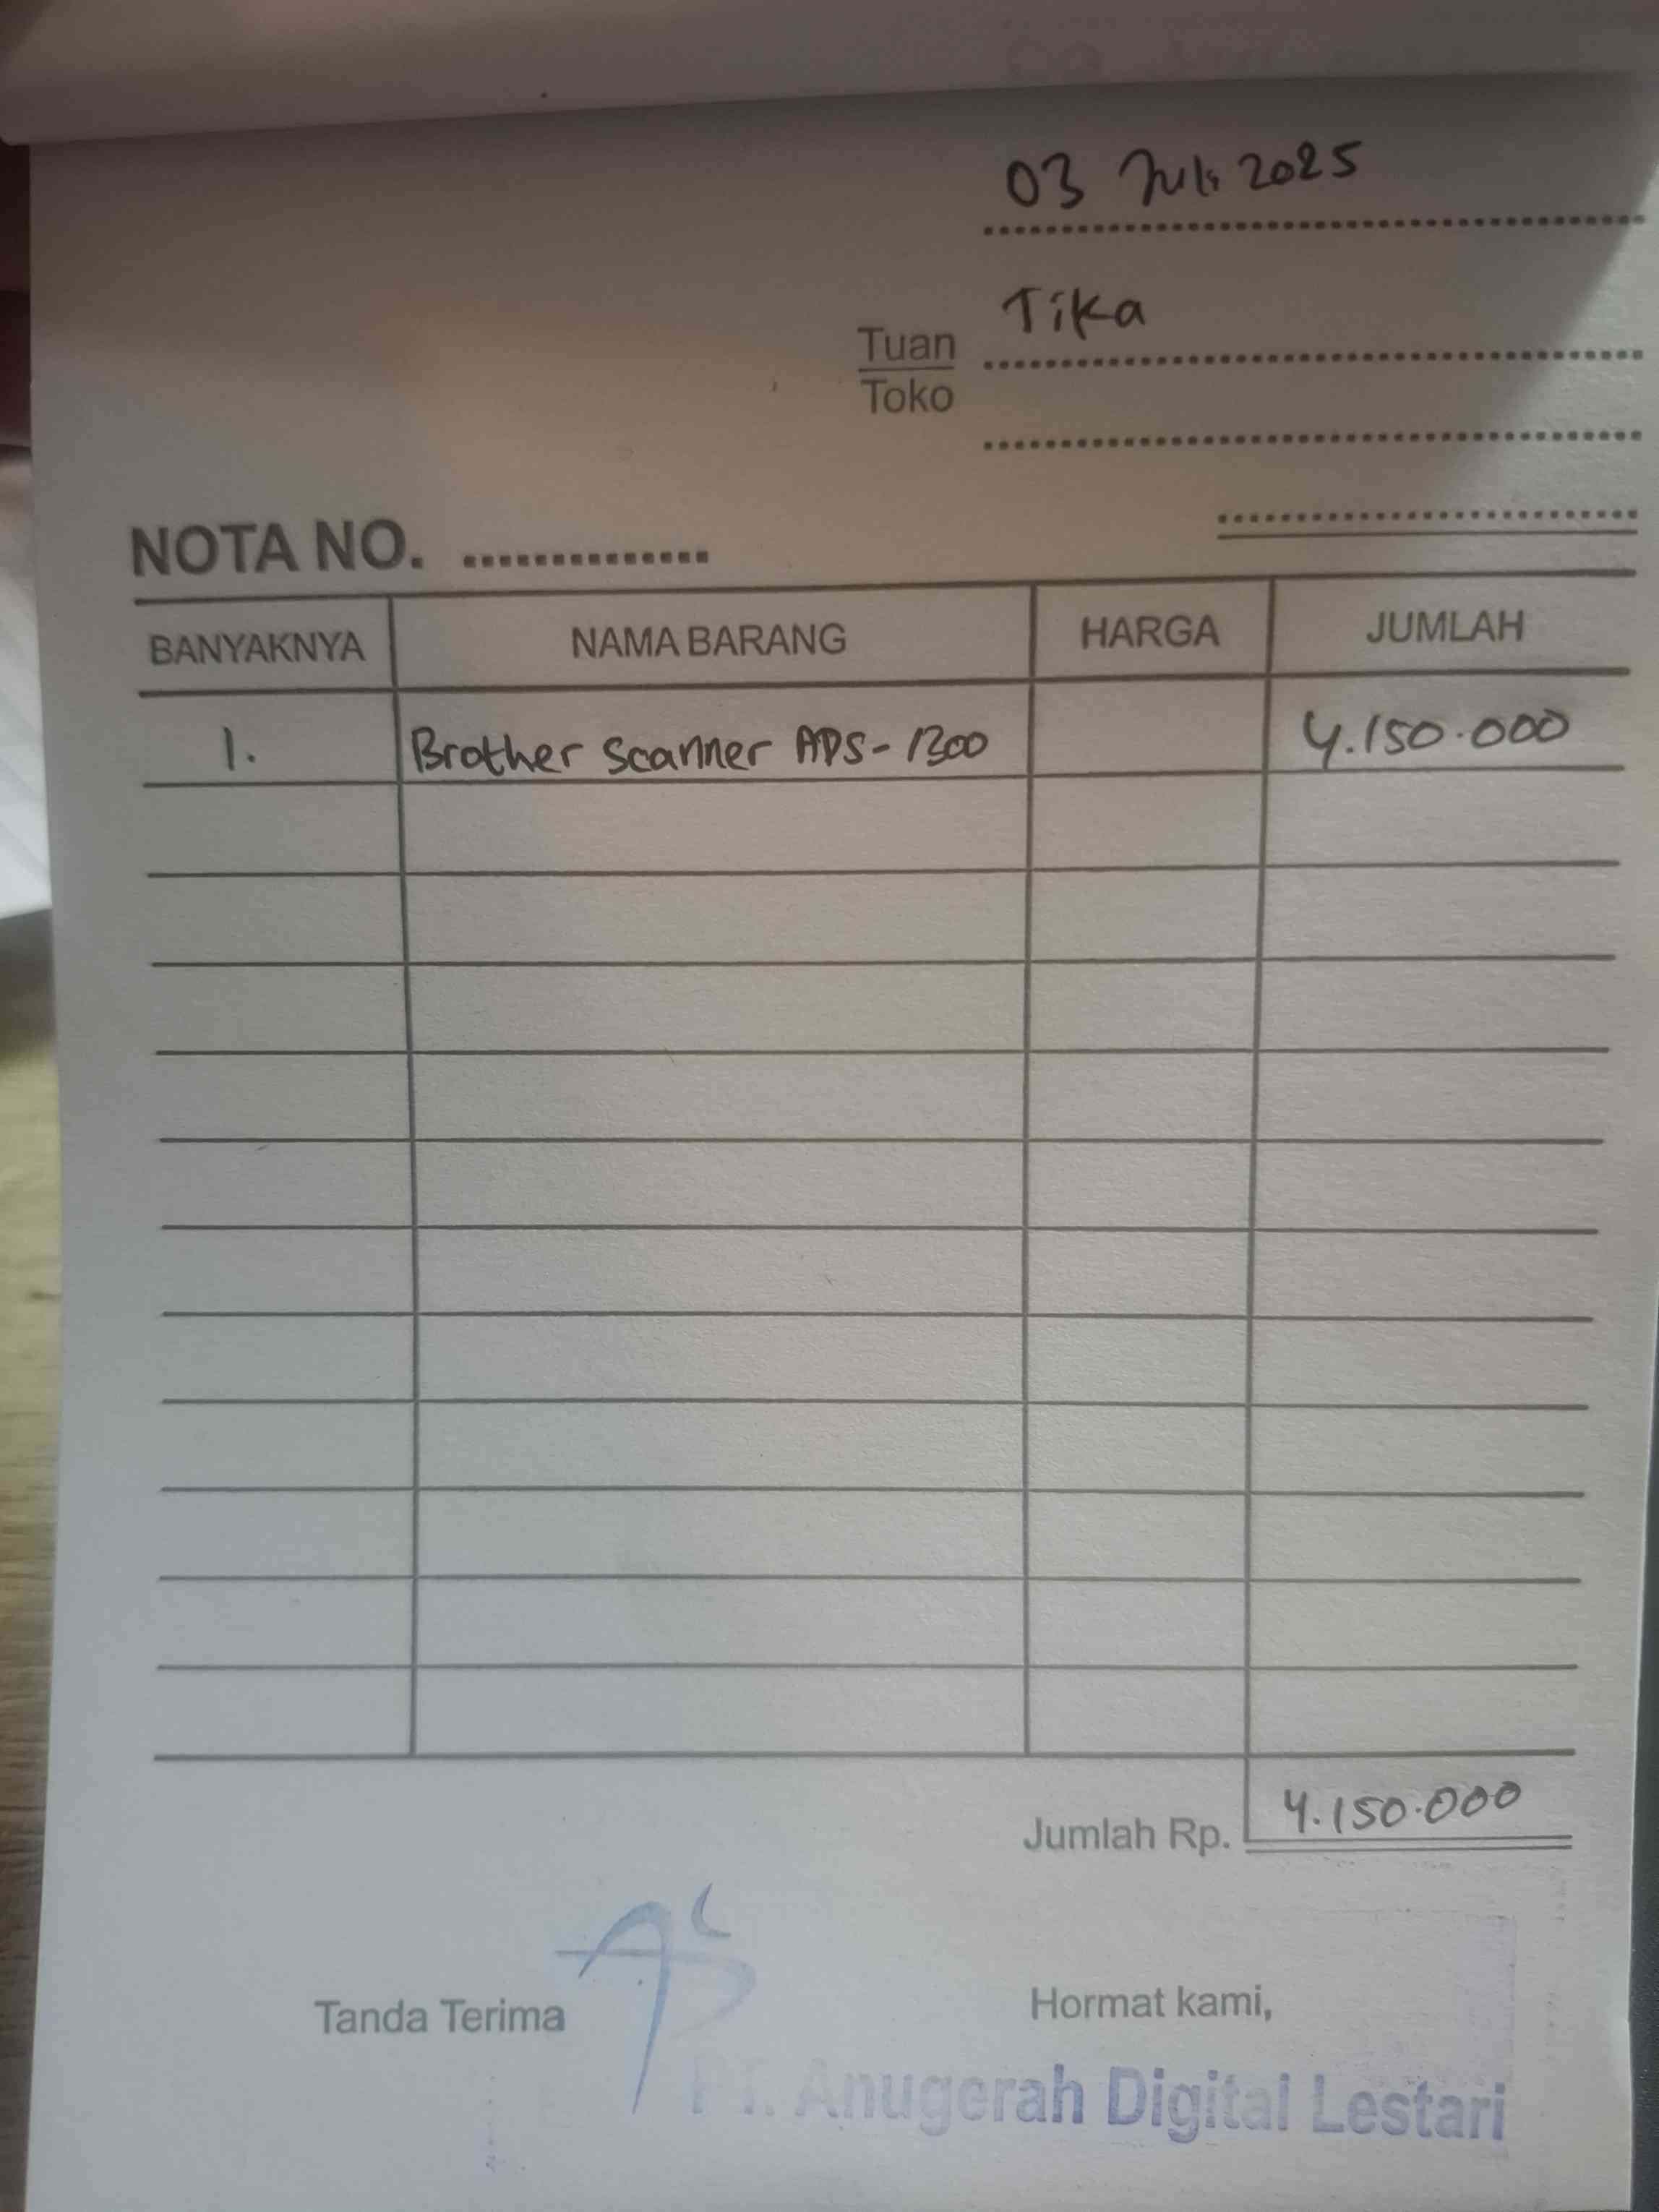 03 Juli 2025
Tika
Tuan
Toko
NOTA NO.
BANYAKNYA NAMA BARANG HARGA JUMLAH
1. Brother Scanner ADS-1300 4.150.000
Jumlah Rp. 4.150.000
Tanda Terima Hormat kami,
PT. Anugerah Digital Lestari